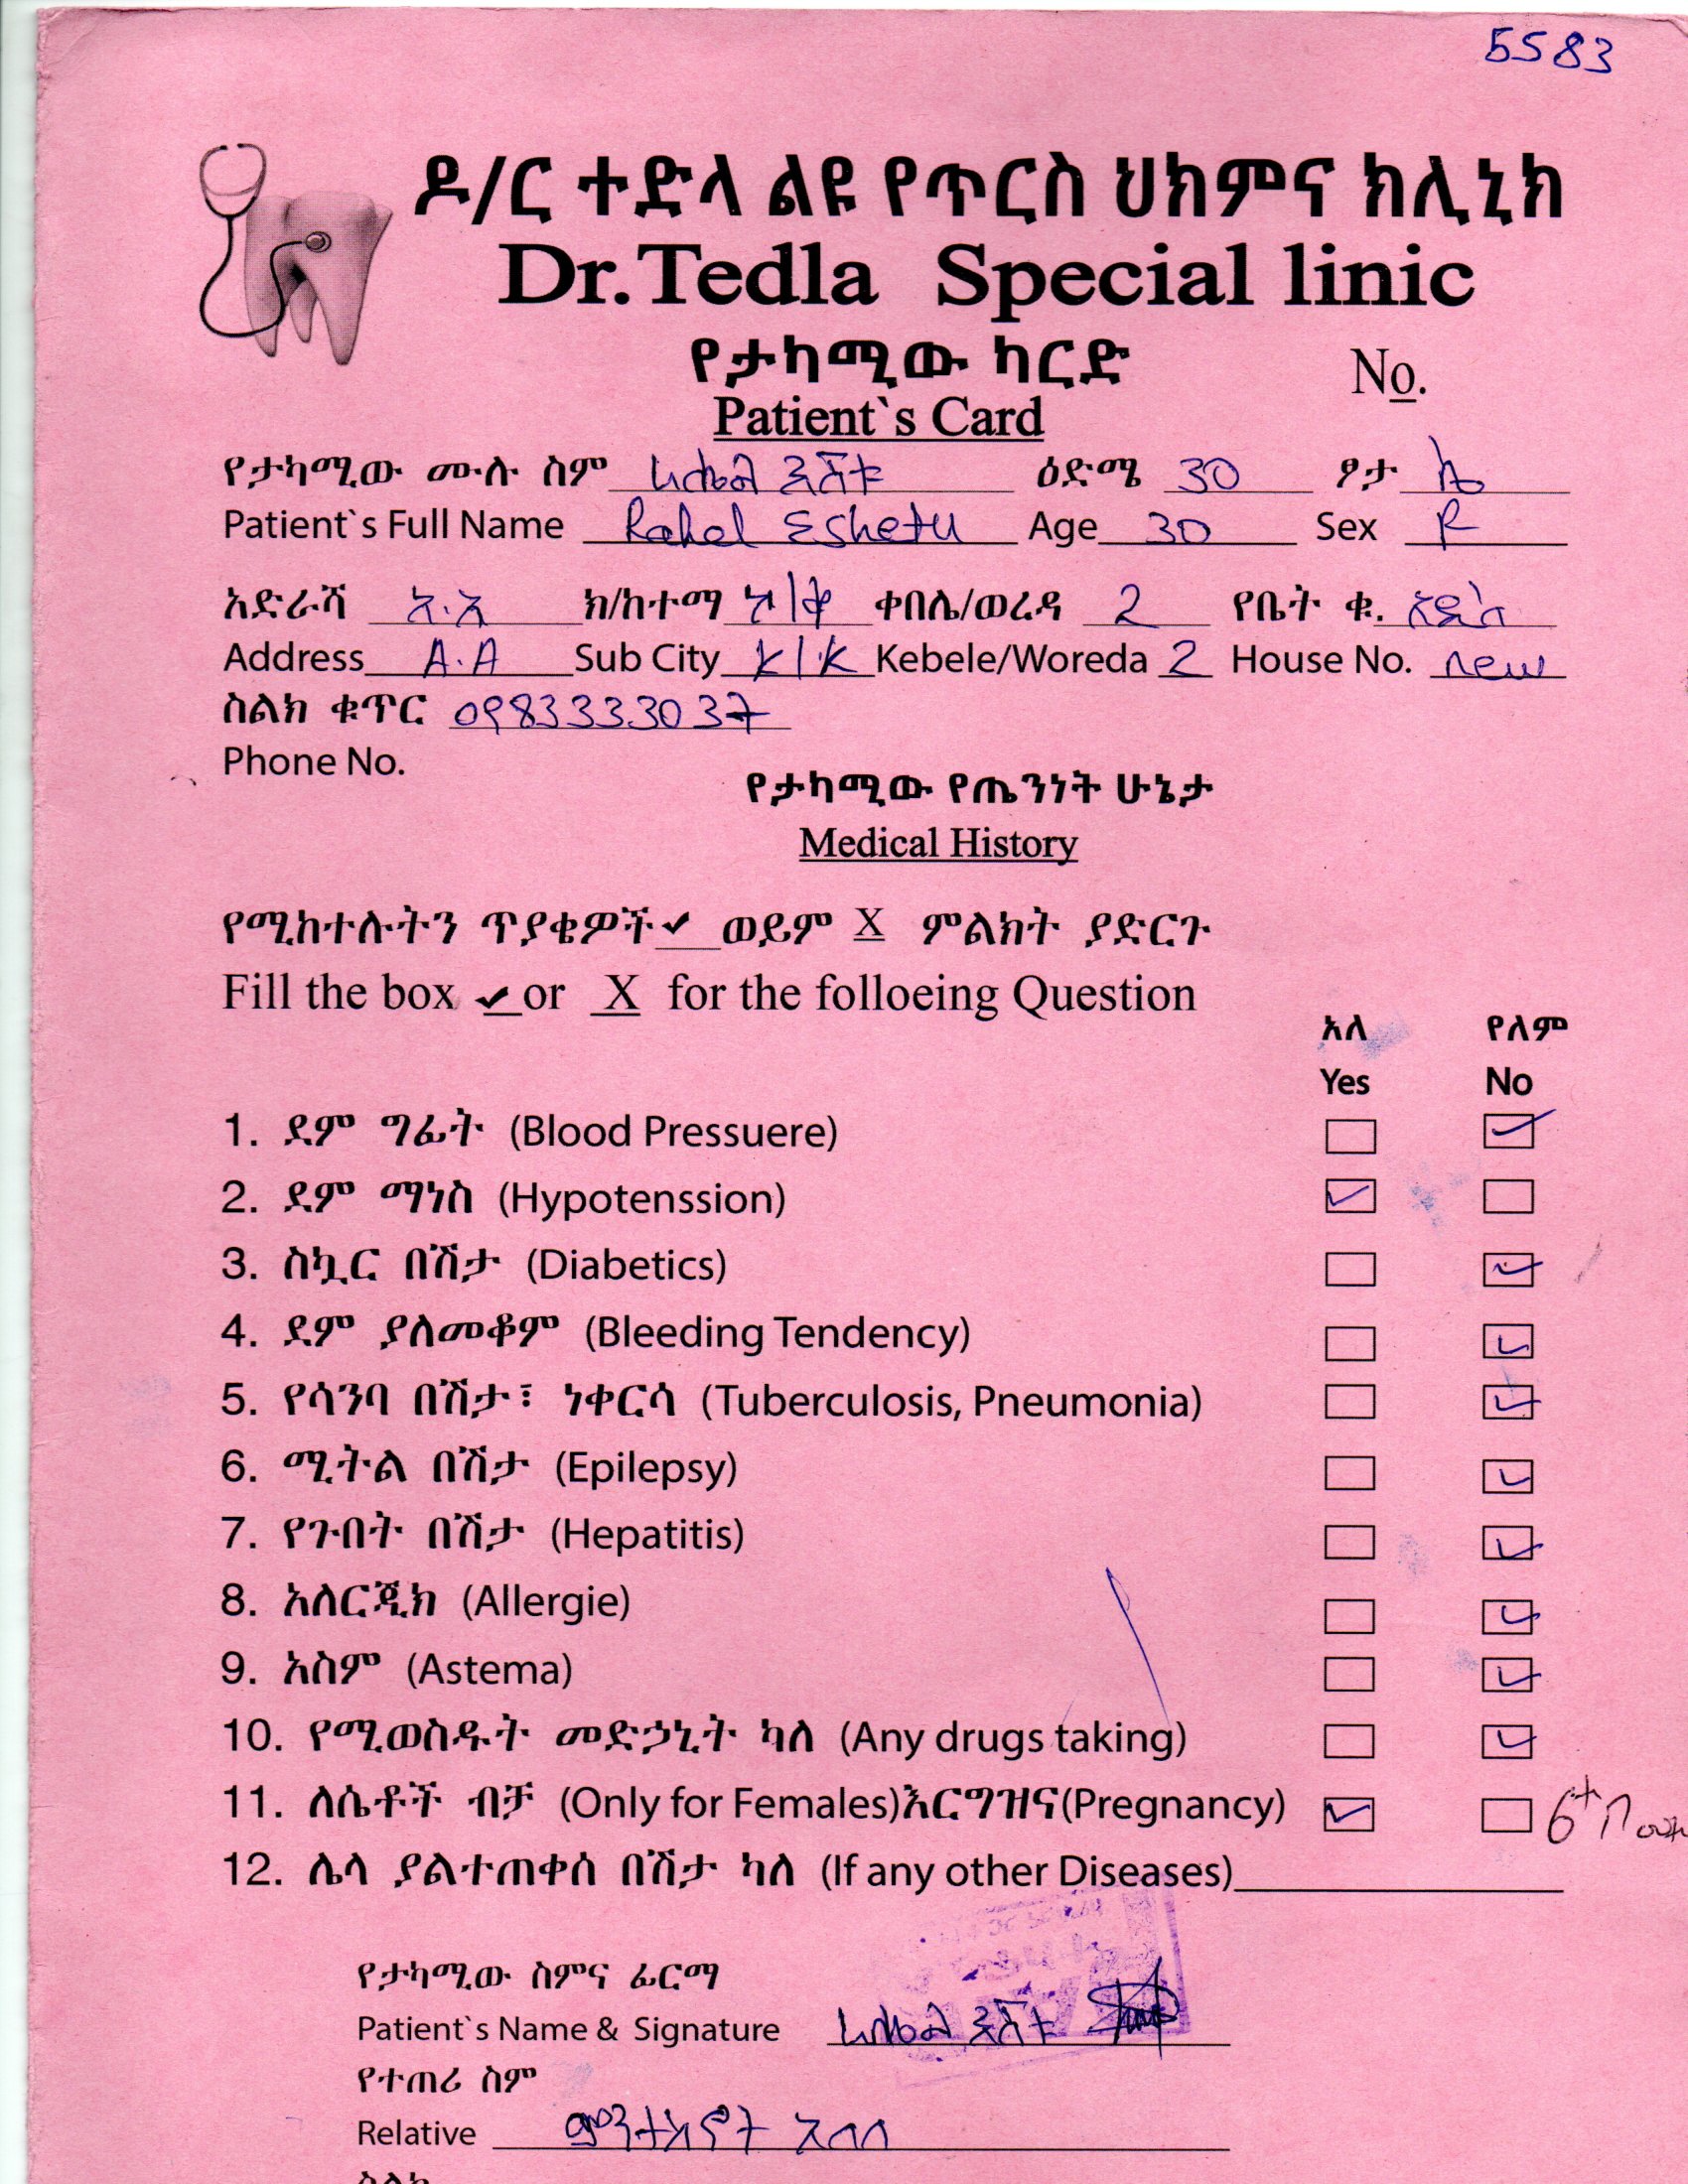 5583
ዶ/ር ተድላ ልዩ የጥርስ ህክምና ክሊኒክ
Dr.Tedla Special linic
የታካሚው ካርድ
No.
Patient`s Card
የታካሚው ሙሉ ስም ራሔል እሸቱ ዕድሜ 30 ፆታ ሴ
Patient`s Full Name Rahel Eshetu Age 30 Sex F
አድራሻ አ.አ ክ/ከተማ ኮ/ቀ ቀበሌ/ወረዳ 2 የቤት ቁ. አዲስ
Address A.A Sub City K/K Kebele/Woreda 2 House No. new
ስልክ ቁጥር 0983333037
Phone No.
የታካሚው የጤንነት ሁኔታ
Medical History
የሚከተሉትን ጥያቄዎች ✔ ወይም X ምልክት ያድርጉ
Fill the box ✔ or X for the folloeing Question
አለ የለም
Yes No
1. ደም ግፊት (Blood Pressuere)
2. ደም ማነስ (Hypotenssion)
3. ስኳር በሽታ (Diabetics)
4. ደም ያለመቆም (Bleeding Tendency)
5. የሳንባ በሽታ፣ ነቀርሳ (Tuberculosis, Pneumonia)
6. ሚትል በሽታ (Epilepsy)
7. የጉበት በሽታ (Hepatitis)
8. አለርጂክ (Allergie)
9. አስም (Astema)
10. የሚወስዱት መድኃኒት ካለ (Any drugs taking)
11. ለሴቶች ብቻ (Only for Females)እርግዝና(Pregnancy)
12. ሌላ ያልተጠቀሰ በሽታ ካለ (If any other Diseases)
የታካሚው ስምና ፊርማ
Patient`s Name & Signature ራሔል እሸቱ
የተጠሪ ስም
Relative ምንተስኖት አበበ
ስልክ